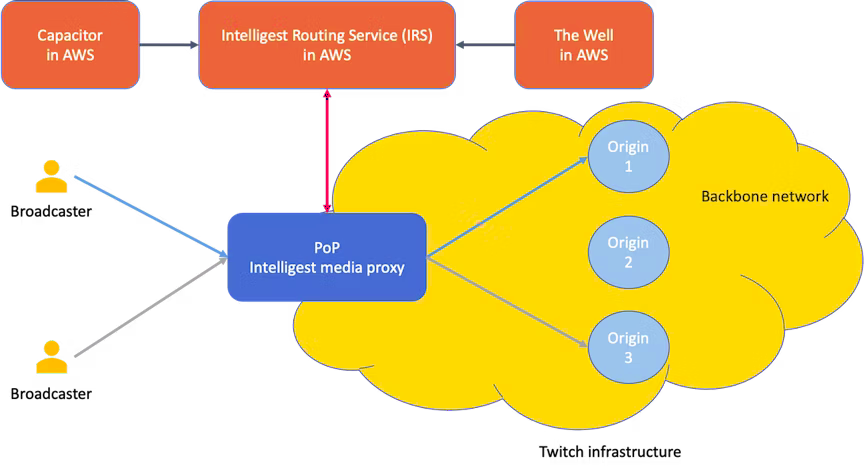 Capacitor
in AWS
Intelligest Routing Service (IRS)
in AWS
The Well
in AWS
Broadcaster
Broadcaster
PoP
Intelligest media proxy
Origin
1
Origin
2
Origin
3
Backbone network
Twitch infrastructure